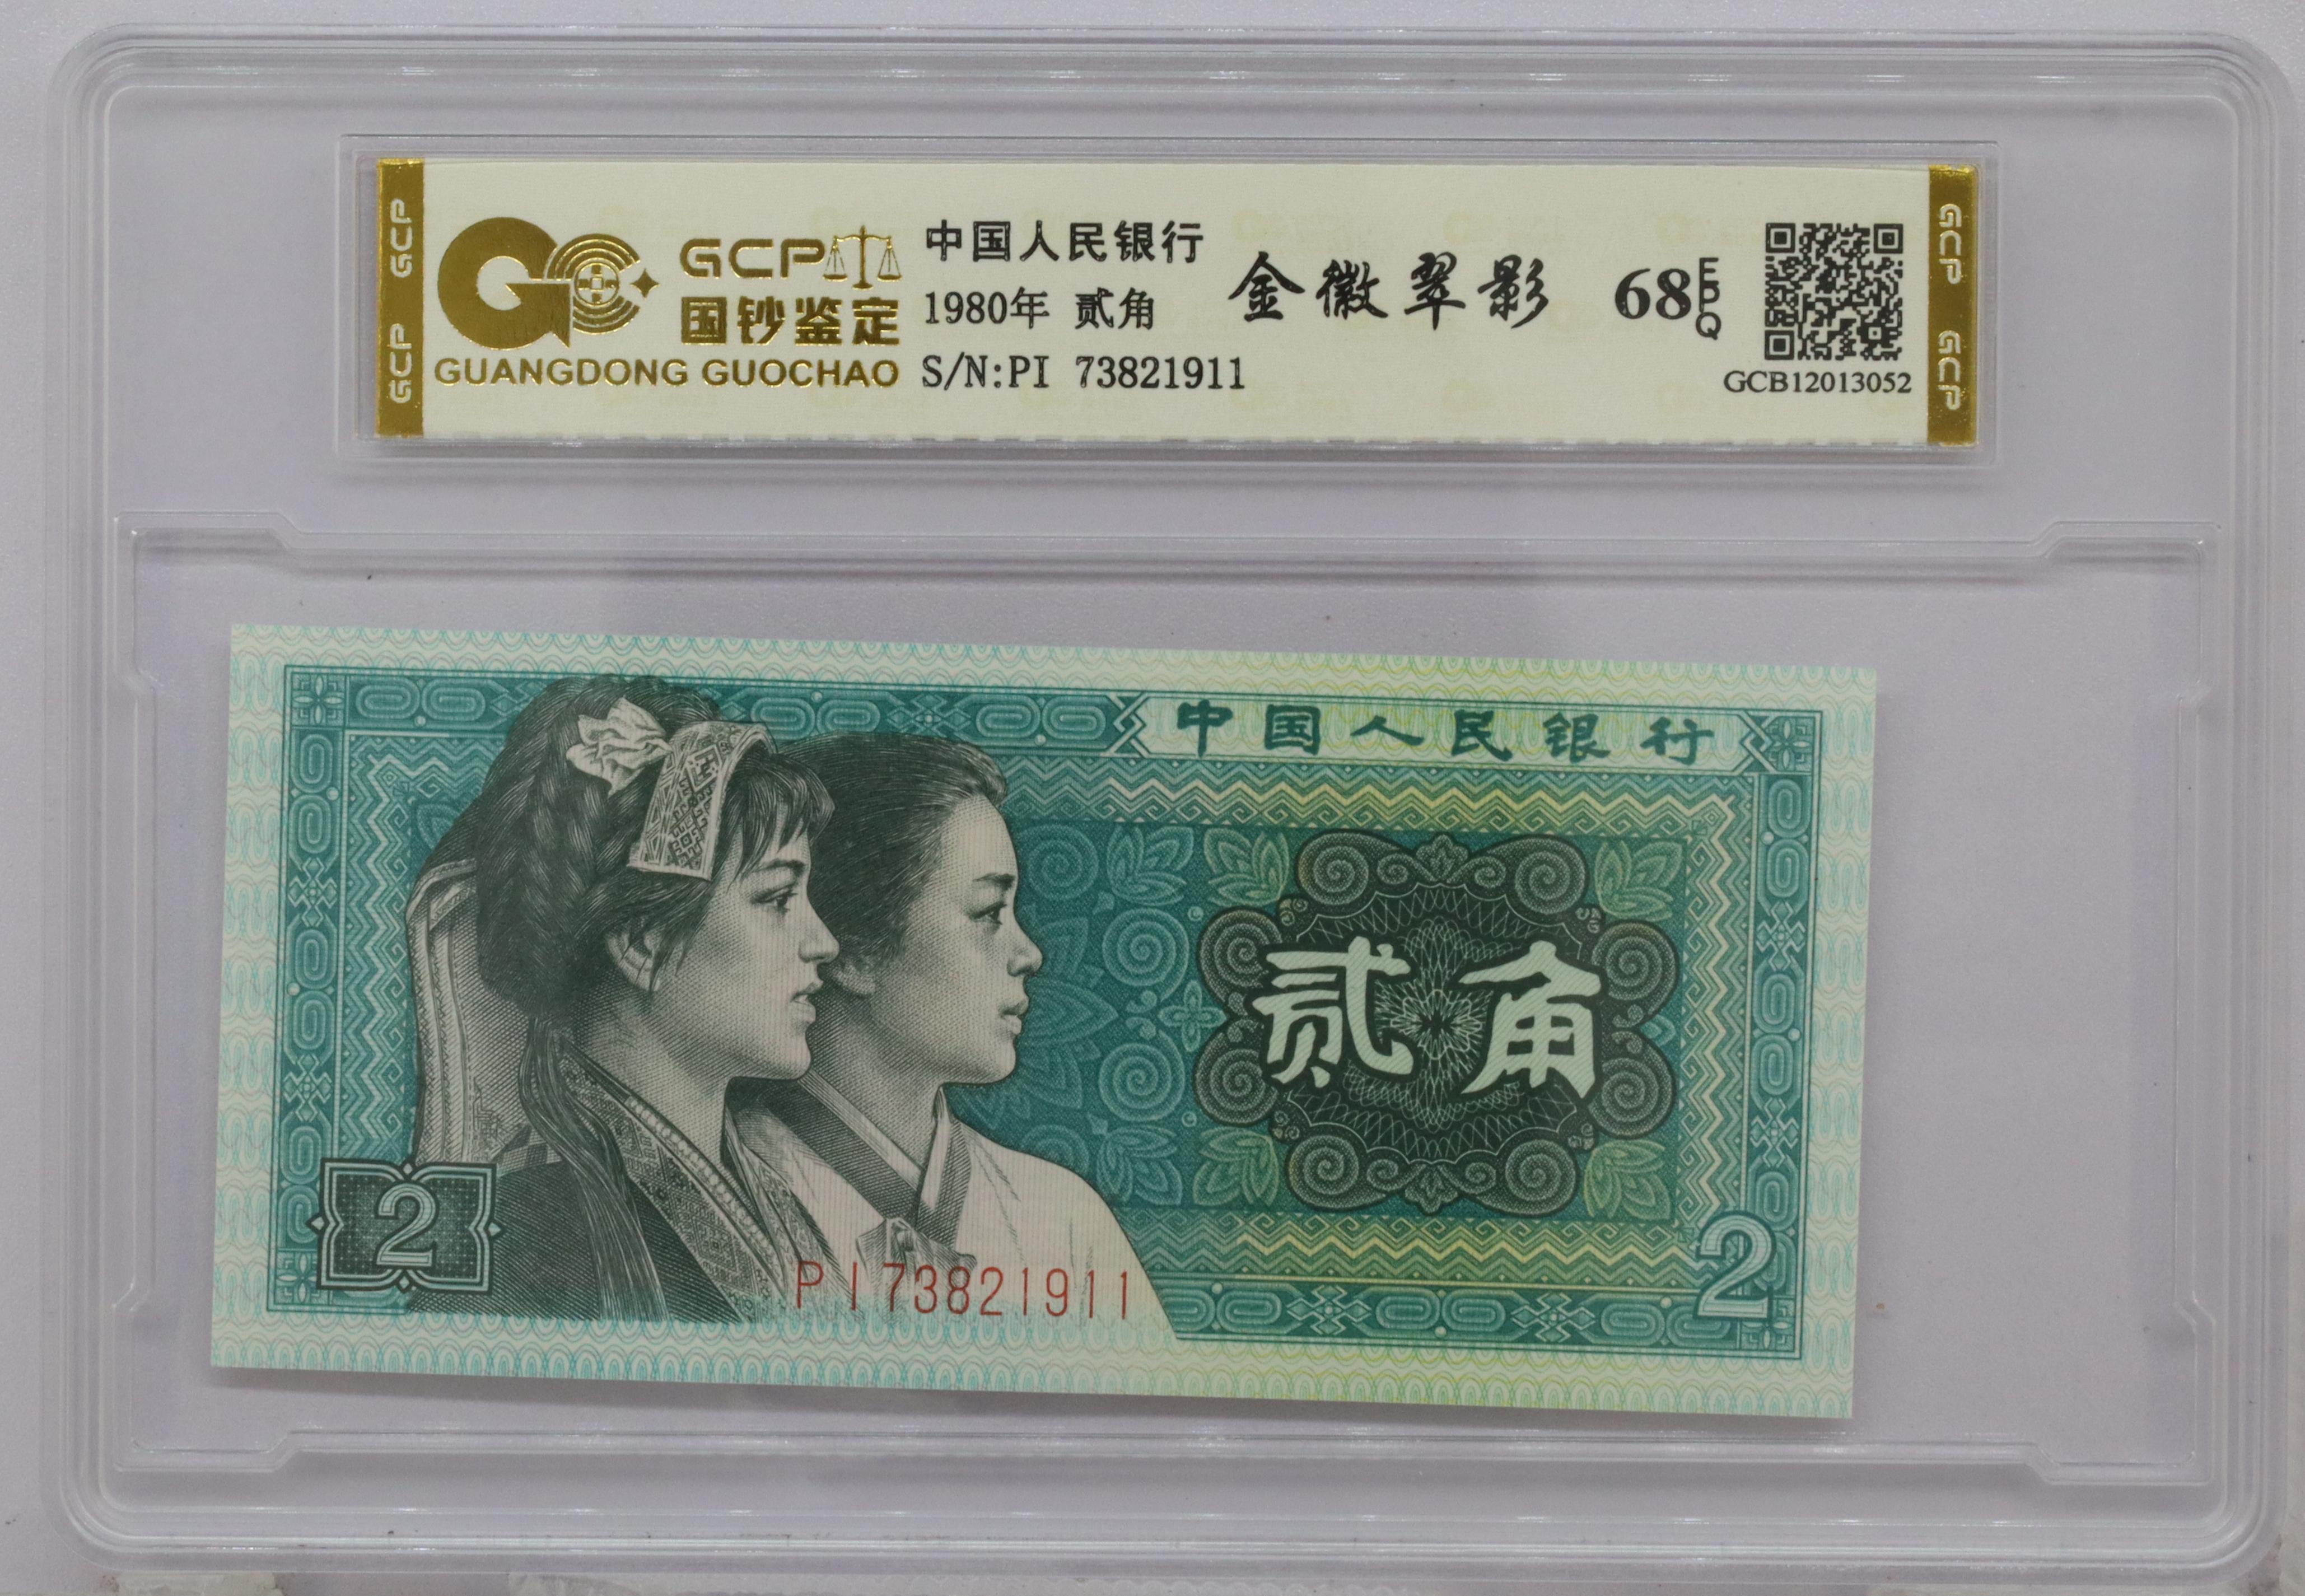 GCP GCP
GCP
国钞鉴定
GUANGDONG GUOCHAO
中国人民银行
1980年 贰角
S/N:PI 73821911
金徽翠影
68 EPQ
GCB12013052
GCP GCP
中国人民银行
贰角
2
PI73821911
2